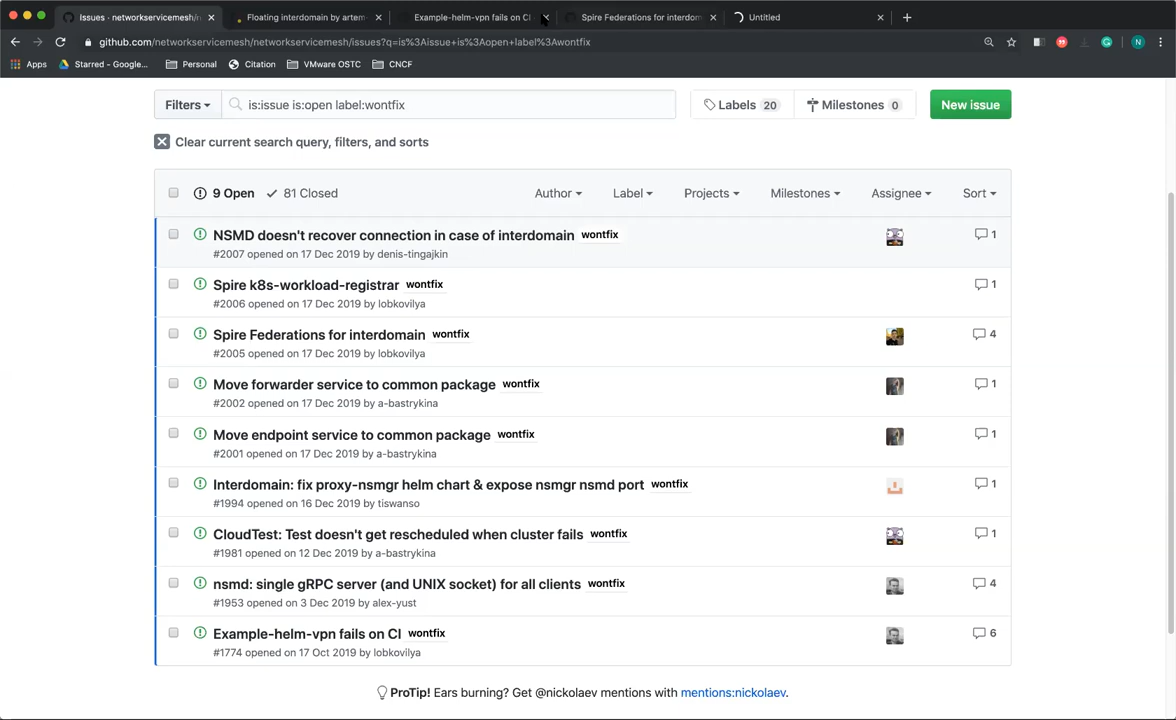 Issues · networkservicemesh/n
Floating interdomain by artem
Example-helm-vpn fails on CI
Spire Federations for interdom
Untitled
github.com/networkservicemesh/networkservicemesh/issues?q=is%3Aissue+is%3Aopen+label%3Awontfix
N
Apps
Starred - Google...
Personal
Citation
VMware OSTC
CNCF
Filters
is:issue is:open label:wontfix
Labels 20
Milestones 0
New issue
Clear current search query, filters, and sorts
9 Open
81 Closed
Author
Label
Projects
Milestones
Assignee
Sort
NSMD doesn't recover connection in case of interdomain wontfix
1
#2007 opened on 17 Dec 2019 by denis-tingajkin
Spire k8s-workload-registrar wontfix
1
#2006 opened on 17 Dec 2019 by lobkovilya
Spire Federations for interdomain wontfix
4
#2005 opened on 17 Dec 2019 by lobkovilya
Move forwarder service to common package wontfix
1
#2002 opened on 17 Dec 2019 by a-bastrykina
Move endpoint service to common package wontfix
1
#2001 opened on 17 Dec 2019 by a-bastrykina
Interdomain: fix proxy-nsmgr helm chart & expose nsmgr nsmd port wontfix
1
#1994 opened on 16 Dec 2019 by tiswanso
CloudTest: Test doesn't get rescheduled when cluster fails wontfix
1
#1981 opened on 12 Dec 2019 by a-bastrykina
nsmd: single gRPC server (and UNIX socket) for all clients wontfix
4
#1953 opened on 3 Dec 2019 by alex-yust
Example-helm-vpn fails on CI wontfix
6
#1774 opened on 17 Oct 2019 by lobkovilya
ProTip! Ears burning? Get @nickolaev mentions with mentions:nickolaev.